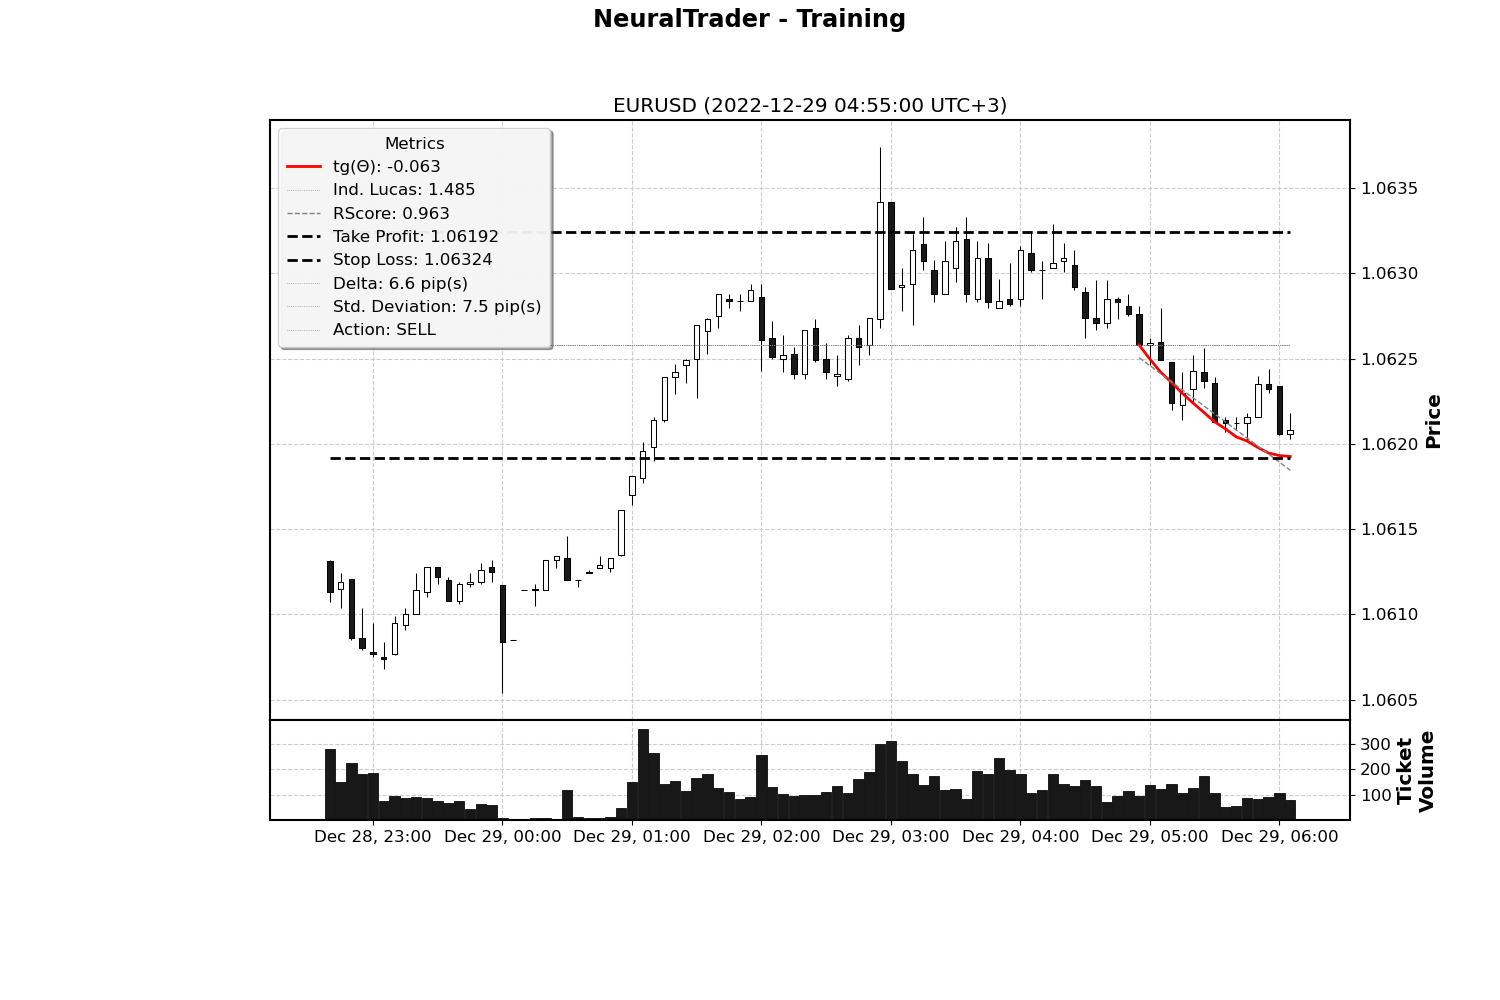 NeuralTrader - Training
EURUSD (2022-12-29 04:55:00 UTC+3)
Metrics
tg(Θ): -0.063
Ind. Lucas: 1.485
RScore: 0.963
Take Profit: 1.06192
Stop Loss: 1.06324
Delta: 6.6 pip(s)
Std. Deviation: 7.5 pip(s)
Action: SELL
1.0635
1.0630
1.0625
1.0620
1.0615
1.0610
1.0605
Price
300
200
100
Ticket
Volume
Dec 28, 23:00 Dec 29, 00:00 Dec 29, 01:00 Dec 29, 02:00 Dec 29, 03:00 Dec 29, 04:00 Dec 29, 05:00 Dec 29, 06:00